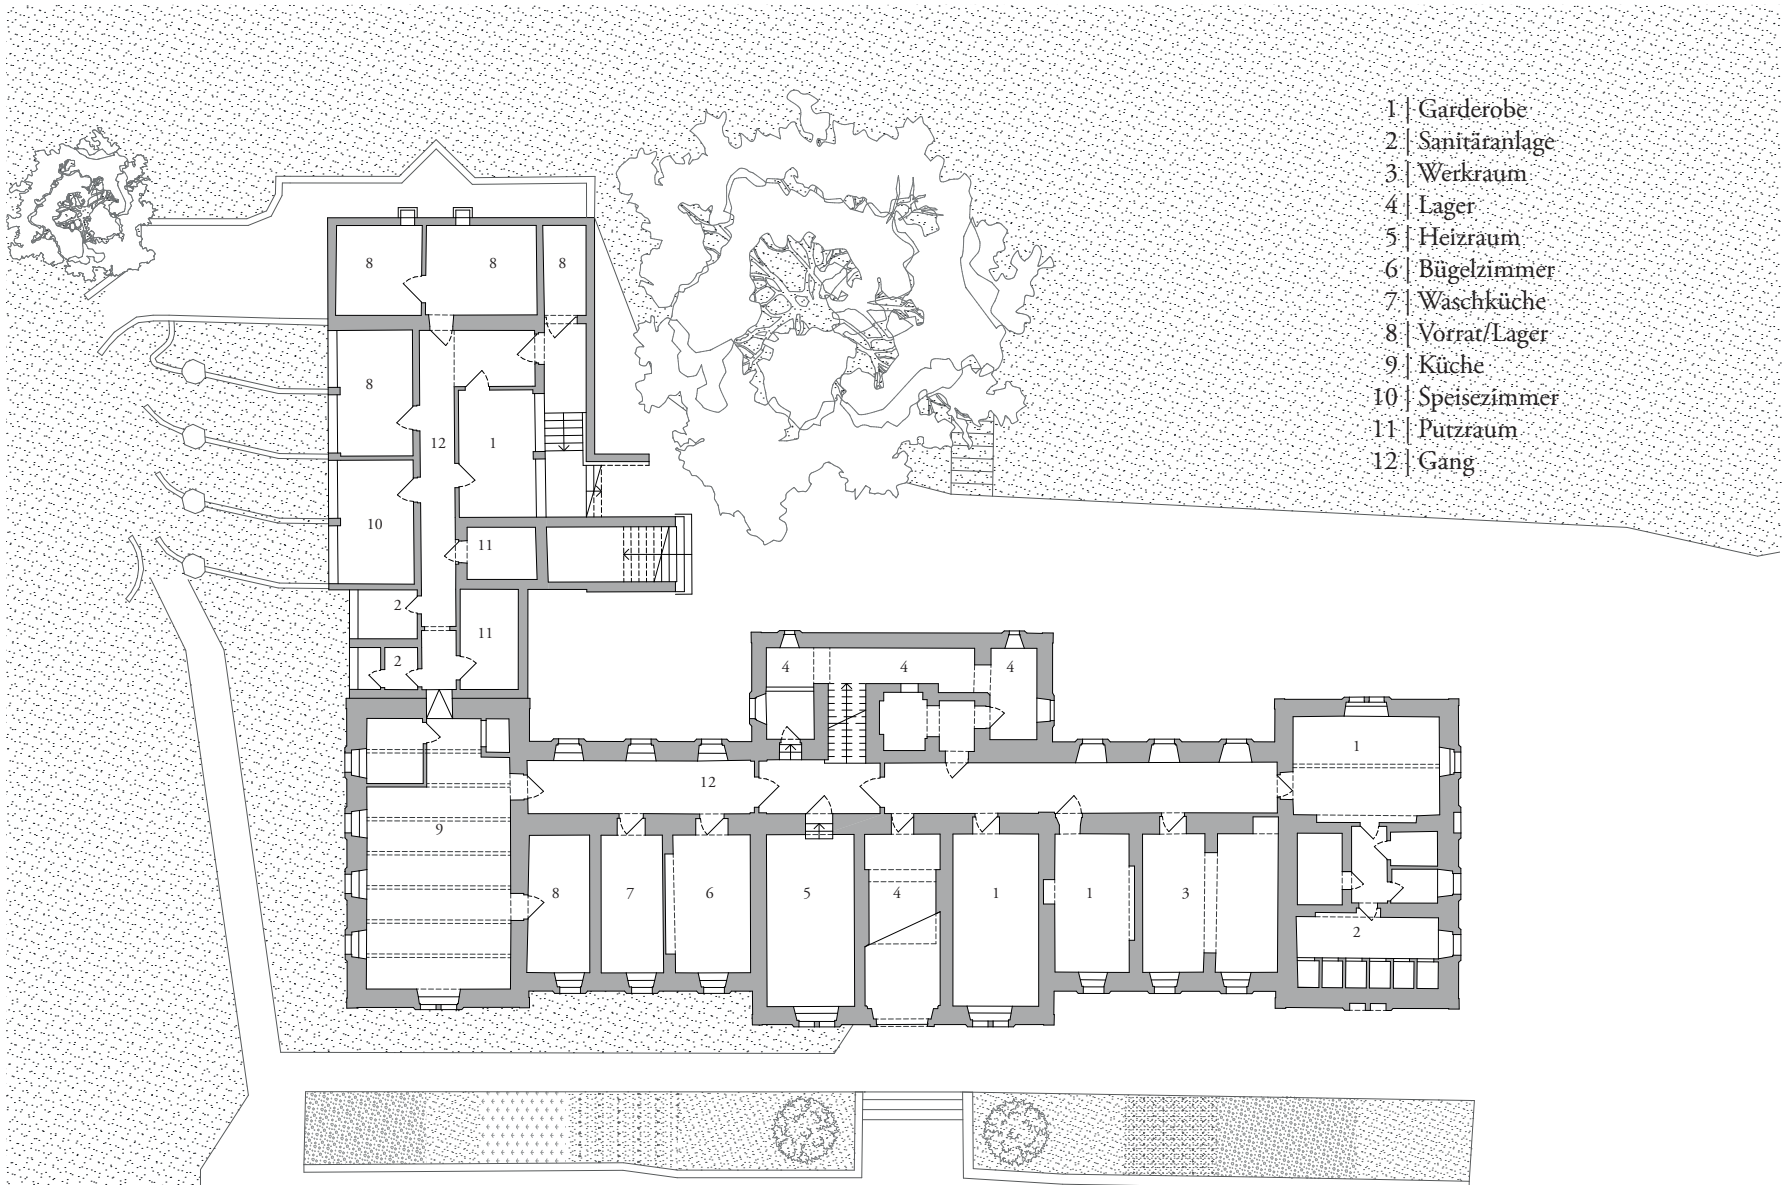 1 | Garderobe
2 | Sanitäranlage
3 | Werkraum
4 | Lager
5 | Heizraum
6 | Bügelzimmer
7 | Waschküche
8 | Vorrat/Lager
9 | Küche
10 | Speisezimmer
11 | Putzraum
12 | Gang
8 8 8
8
12 1
10
11
2
11
2
4 4 4
1
12
9
8 7 6 5 4 1 1 3
2